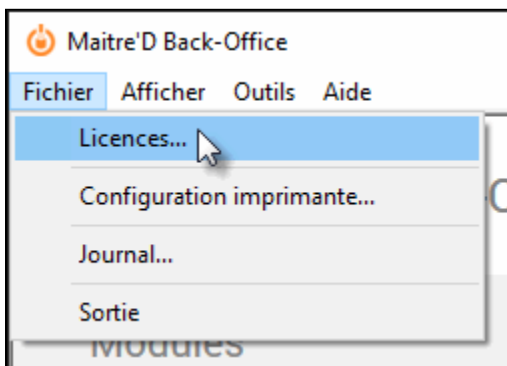 Maitre'D Back-Office
Fichier Afficher Outils Aide
Licences...
Configuration imprimante...
Journal...
Sortie
Modules